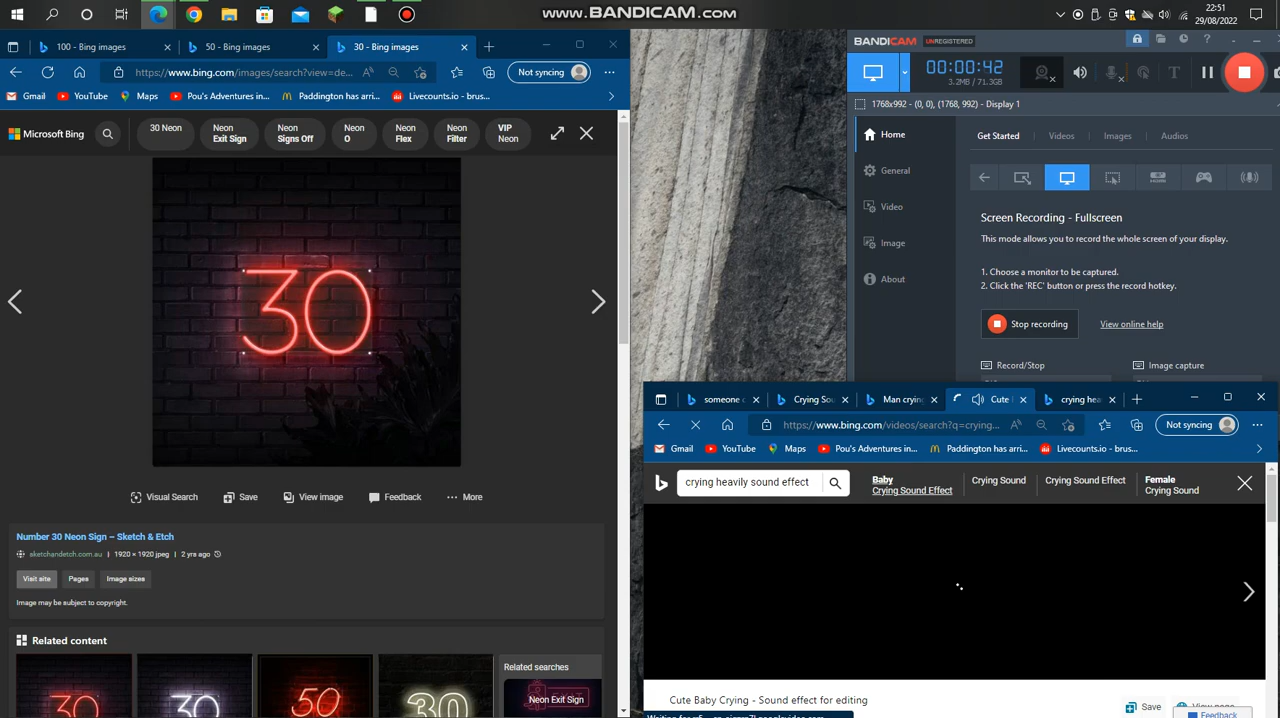 www.BANDICAM.com
22:51
29/08/2022
100 - Bing images
50 - Bing images
30 - Bing images
https://www.bing.com/images/search?view=de...
Not syncing
Gmail
YouTube
Maps
Pou's Adventures in...
Paddington has arri...
Livecounts.io - brus...
Microsoft Bing
30 Neon
Neon
Exit Sign
Neon
Signs Off
Neon
0
Neon
Flex
Neon
Filter
VIP
Neon
30
Visual Search
Save
View image
Feedback
More
Number 30 Neon Sign – Sketch & Etch
sketchandetch.com.au | 1920 × 1920 jpeg | 2 yrs ago
Visit site
Pages
Image sizes
Image may be subject to copyright.
Related content
30
30
50
30
Related searches
Neon Exit Sign
BANDICAM
UNREGISTERED
00:00:42
3.2MB / 71.3GB
1768x992 - (0, 0), (1768, 992) - Display 1
Home
General
Video
Image
About
Get Started
Videos
Images
Audios
Screen Recording - Fullscreen
This mode allows you to record the whole screen of your display.
1. Choose a monitor to be captured.
2. Click the 'REC' button or press the record hotkey.
Stop recording
View online help
Record/Stop
Image capture
someone c
Crying Sou
Man crying
Cute
crying hea
https://www.bing.com/videos/search?q=crying...
Not syncing
Gmail
YouTube
Maps
Pou's Adventures in...
Paddington has arri...
Livecounts.io - brus...
crying heavily sound effect
Baby
Crying Sound Effect
Crying Sound
Crying Sound Effect
Female
Crying Sound
Cute Baby Crying - Sound effect for editing
Save
View page
Feedback